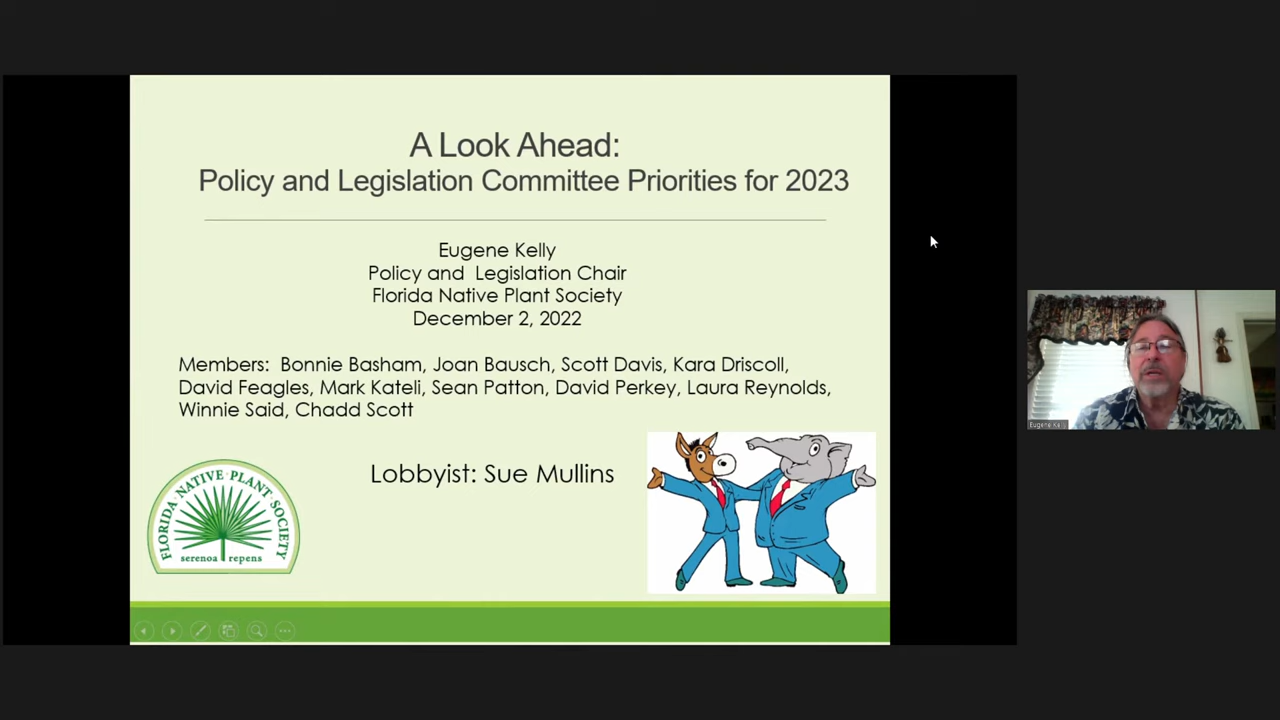 A Look Ahead:
Policy and Legislation Committee Priorities for 2023
Eugene Kelly
Policy and Legislation Chair
Florida Native Plant Society
December 2, 2022
Members: Bonnie Basham, Joan Bausch, Scott Davis, Kara Driscoll,
David Feagles, Mark Kateli, Sean Patton, David Perkey, Laura Reynolds,
Winnie Said, Chadd Scott
Lobbyist: Sue Mullins
FLORIDA · NATIVE · PLANT · SOCIETY
serenoa repens
Eugene Kelly